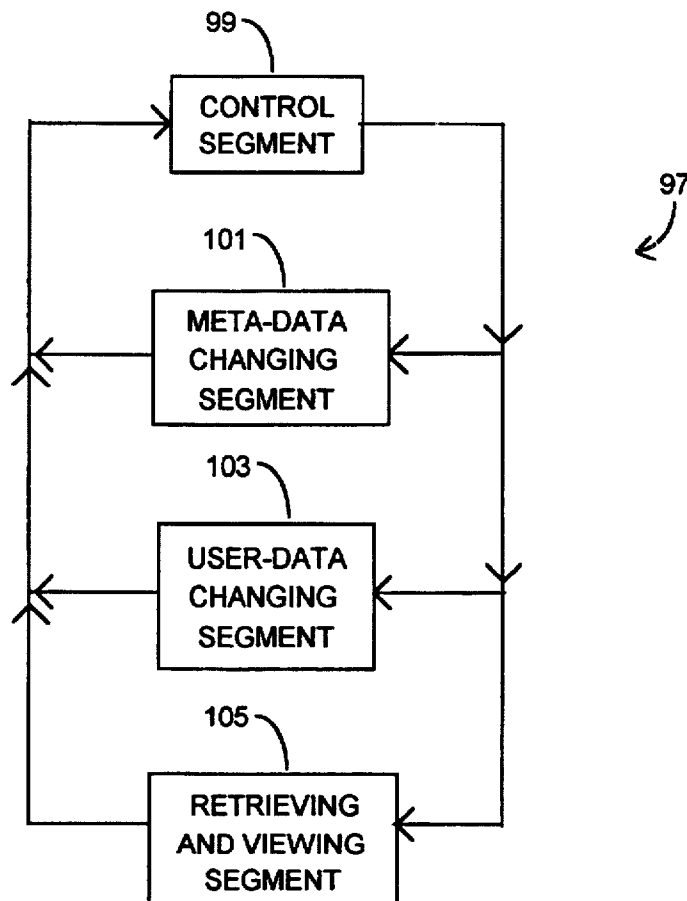 99
CONTROL
SEGMENT
97
101
META-DATA
CHANGING
SEGMENT
103
USER-DATA
CHANGING
SEGMENT
105
RETRIEVING
AND VIEWING
SEGMENT